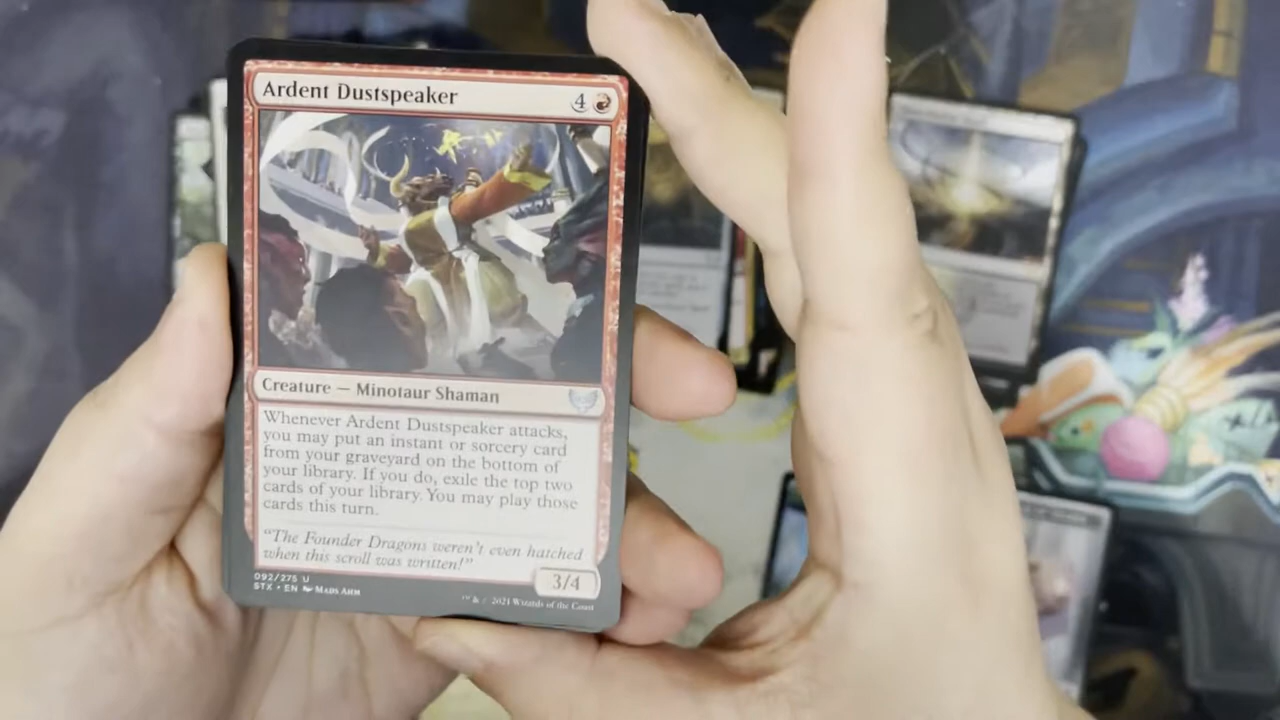 Ardent Dustspeaker
4
Creature — Minotaur Shaman
Whenever Ardent Dustspeaker attacks,
you may put an instant or sorcery card
from your graveyard on the bottom of
your library. If you do, exile the top two
cards of your library. You may play those
cards this turn.
"The Founder Dragons weren't even hatched
when this scroll was written!"
3/4
092/275 U
STX • EN Mads Ahm
™ & © 2021 Wizards of the Coast